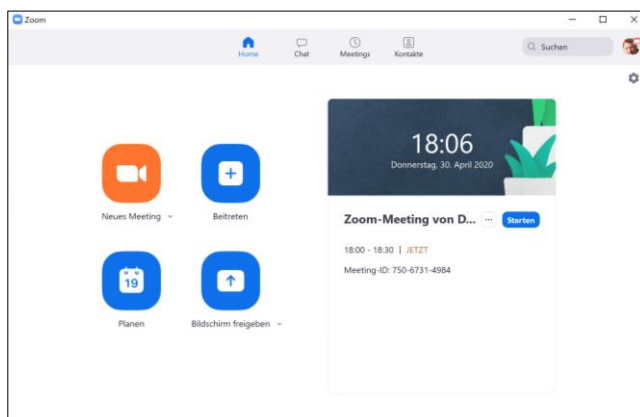 Zoom
Home
Chat
Meetings
Kontakte
Suchen
18:06
Donnerstag, 30. April 2020
Neues Meeting
Beitreten
Zoom-Meeting von D... ... Starten
18:00 - 18:30 | JETZT
Meeting-ID: 750-6731-4984
19
Planen
Bildschirm freigeben